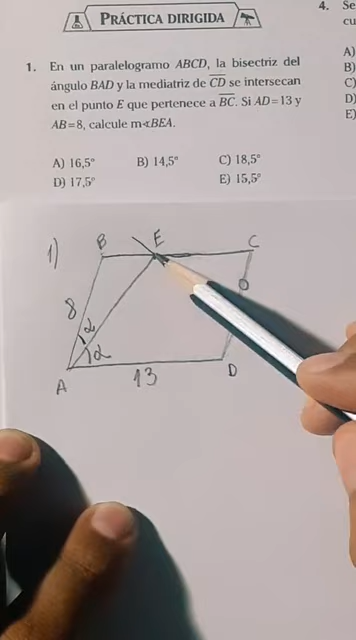 PRÁCTICA DIRIGIDA
4. Se
cu
1. En un paralelogramo ABCD, la bisectriz del
ángulo BAD y la mediatriz de CD se intersecan
en el punto E que pertenece a BC. Si AD=13 y
AB=8, calcule m∢BEA.
A) 16,5° B) 14,5° C) 18,5°
D) 17,5° E) 15,5°
A)
B)
C)
D)
E)
1)
B E C
8
α
α
A 13 D